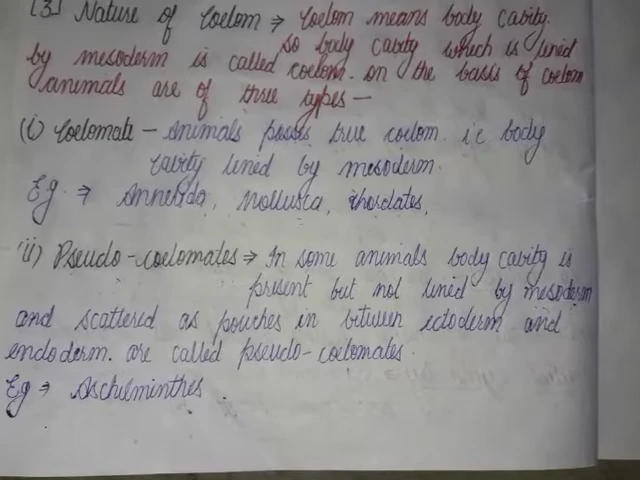 (3) Nature of Coelom ⇒ Coelom means body cavity.
so body cavity which is lined
by mesoderm is called coelom. on the basis of coelom
animals are of three types —
(i) Coelomate - Animals posses true coelom. i.e body
cavity lined by mesoderm.
Eg. ⇒ Annelida, Mollusca, chordates,
(ii) Pseudo-coelomates ⇒ In some animals body cavity is
present but not lined by mesoderm
and scattered as pouches in between ectoderm and
endoderm. are called pseudo-coelomates.
Eg ⇒ Aschelminthes.